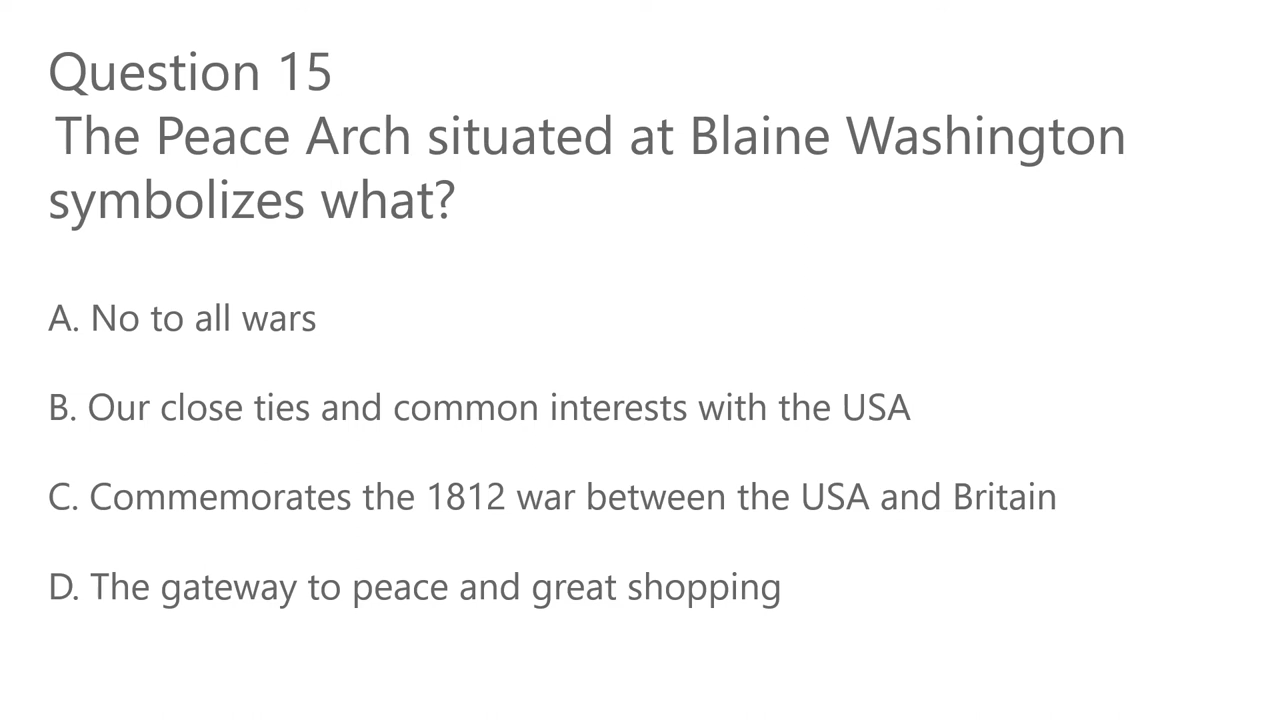 Question 15
The Peace Arch situated at Blaine Washington
symbolizes what?
A. No to all wars
B. Our close ties and common interests with the USA
C. Commemorates the 1812 war between the USA and Britain
D. The gateway to peace and great shopping